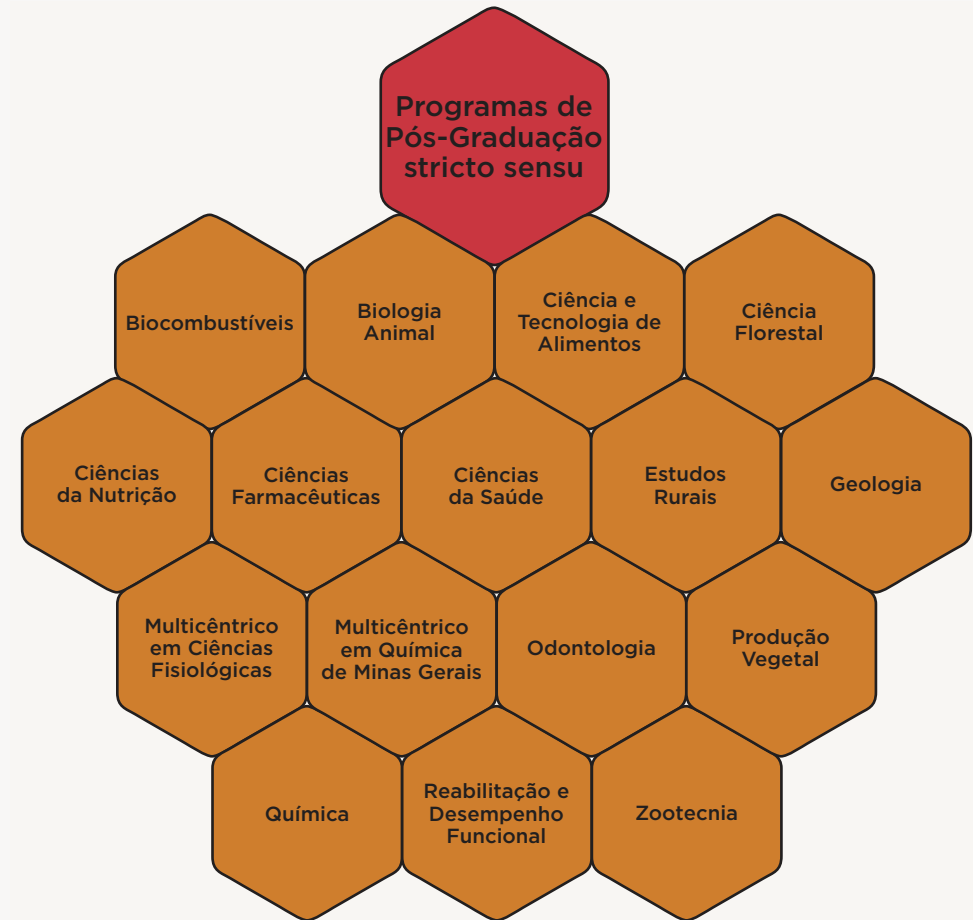 Programas de
Pós-Graduação
stricto sensu
Biocombustíveis
Biologia
Animal
Ciência e
Tecnologia de
Alimentos
Ciência
Florestal
Ciências
da Nutrição
Ciências
Farmacêuticas
Ciências
da Saúde
Estudos
Rurais
Geologia
Multicêntrico
em Ciências
Fisiológicas
Multicêntrico
em Química
de Minas Gerais
Odontologia
Produção
Vegetal
Química
Reabilitação e
Desempenho
Funcional
Zootecnia